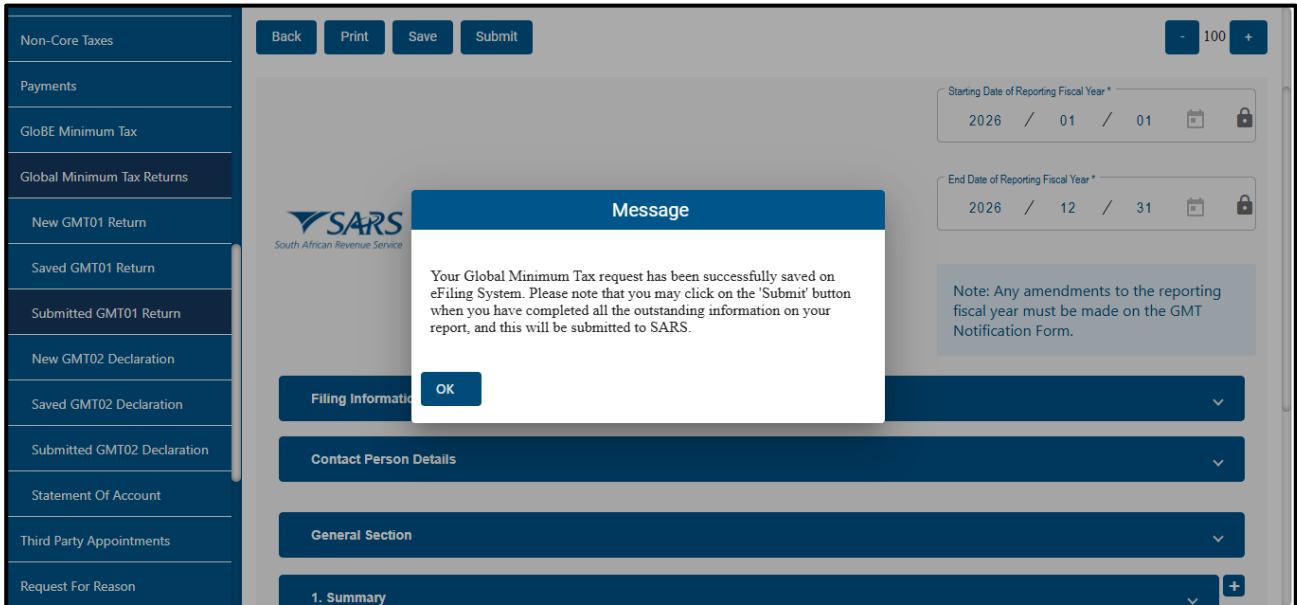 Non-Core Taxes
Payments
GloBE Minimum Tax
Global Minimum Tax Returns
New GMT01 Return
Saved GMT01 Return
Submitted GMT01 Return
New GMT02 Declaration
Saved GMT02 Declaration
Submitted GMT02 Declaration
Statement Of Account
Third Party Appointments
Request For Reason
Back Print Save Submit
- 100 +
Starting Date of Reporting Fiscal Year *
2026 / 01 / 01
End Date of Reporting Fiscal Year *
2026 / 12 / 31
SARS
South African Revenue Service
Note: Any amendments to the reporting
fiscal year must be made on the GMT
Notification Form.
Message
Your Global Minimum Tax request has been successfully saved on
eFiling System. Please note that you may click on the 'Submit' button
when you have completed all the outstanding information on your
report, and this will be submitted to SARS.
OK
Filing Informatio
Contact Person Details
General Section
1. Summary
+